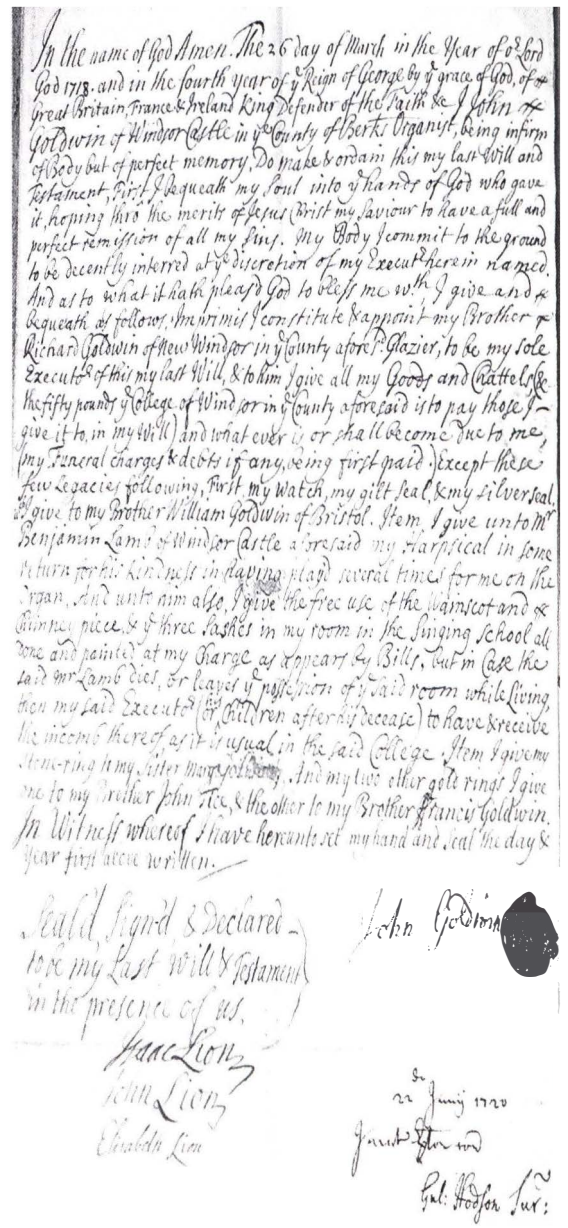 In the name of God Amen. The 26 day of March in the Year of oʳ Lord
God 1718. and in the fourth year of yᵉ Reign of George by yᵉ grace of God, of
Great Britain, France & Ireland King Defender of the Faith &c I John
Goldwin of Windsor Castle in yᵉ County of Berks Organist, being infirm
of Body but of perfect memory, Do make & ordain this my last Will and
Testament, First I bequeath my Soul into yᵉ hands of God who gave
it, hoping thro the merits of Jesus Christ my Saviour to have a full and
perfect remission of all my Sins. My Body I commit to the ground
to be decently interred at yᵉ discretion of my Executʳ herein named.
And as to what it hath pleas'd God to bless me wᵗʰ, I give and
bequeath as follows, Imprimis I constitute & appoint my Brother
Richard Goldwin of New Windsor in yᵉ County aforesᵈ. Glazier, to be my sole
Executoʳ of this my last Will, & to him I give all my Goods and Chattels (&
the fifty pounds yᵉ College of Windsor in yᵉ County aforesaid is to pay those I
give it to, in my Will) and what ever is or shall become due to me,
(my Funeral charges & debts if any, being first paid.) Except these
few Legacies following, First, my watch, my gilt seal, & my silver seal,
I give to my Brother William Goldwin of Bristol. Item, I give unto Mʳ
Benjamin Lamb of Windsor Castle aforesaid my Harpsical in some
return for his kindness in having play'd several times for me on the
Organ, And unto him also, I give the free use of the Wainscot and
Chimney piece, & yᵉ three Sashes in my room in the Singing School all
done and painted at my Charge as appears by Bills, but in Case the
said Mr Lamb dies, or leaves yᵉ possession of yᵉ said room while Living,
then my said Executoʳ (or his Children after his decease) to have & receive
the incomb thereof as it is usual in the said College. Item I give my
Stone-ring to my Sister And my two other gold rings I give
one to my Brother John Tice, & the other to my Brother Francis Goldwin.
In Witness whereof I have hereunto set my hand and Seal the day &
Year first above written.
Seal'd, Sign'd & Declared
to be my Last Will & Testament
in the presence of us.
John Goldwin
Isaac Lion
John Lion
Elizabeth Lion
22 Junij 1720
Gul: Hodson Surʳ: